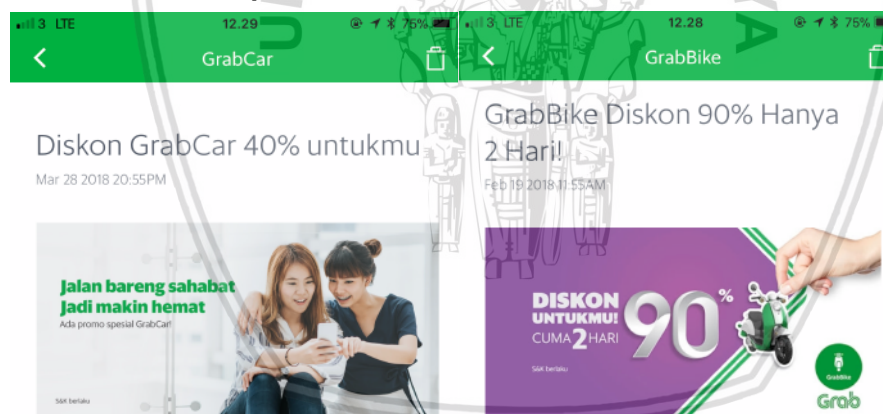 3 LTE
12.29
75%
GrabCar
Diskon GrabCar 40% untukmu
Mar 28 2018 20:55PM
Jalan bareng sahabat
Jadi makin hemat
Ada promo spesial GrabCar!
S&K berlaku
3 LTE
12.28
75%
GrabBike
GrabBike Diskon 90% Hanya
2 Hari!
Feb 19 2018 11:55AM
DISKON
UNTUKMU!
CUMA 2 HARI
90%
S&K berlaku
GrabBike
Grab